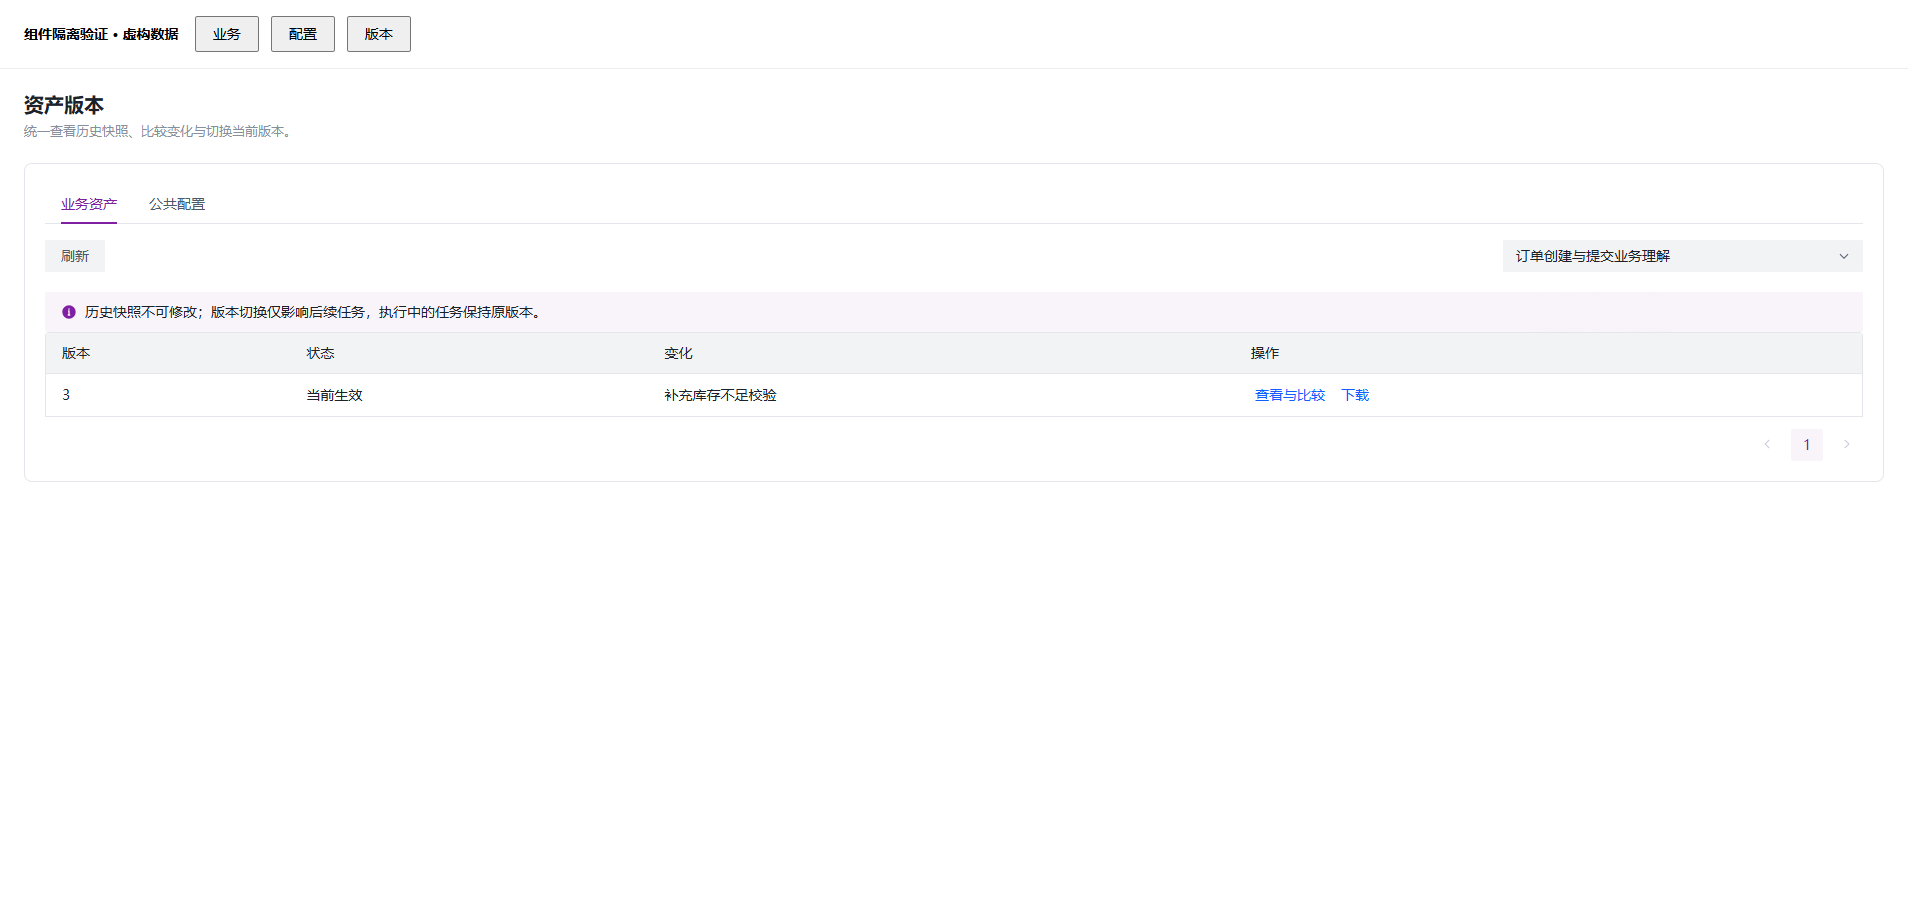 组件隔离验证 • 虚构数据 业务 配置 版本
资产版本
统一查看历史快照、比较变化与切换当前版本。
业务资产 公共配置
刷新 订单创建与提交业务理解
历史快照不可修改；版本切换仅影响后续任务，执行中的任务保持原版本。
版本 状态 变化 操作
3 当前生效 补充库存不足校验 查看与比较 下载
1